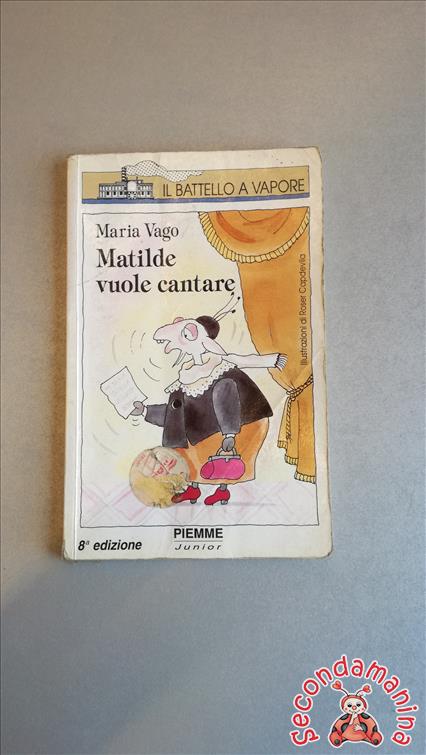 IL BATTELLO A VAPORE
Maria Vago
Matilde
vuole cantare
Illustrazioni di Roser Capdevila
8ª edizione
PIEMME
Junior
Secondamanina